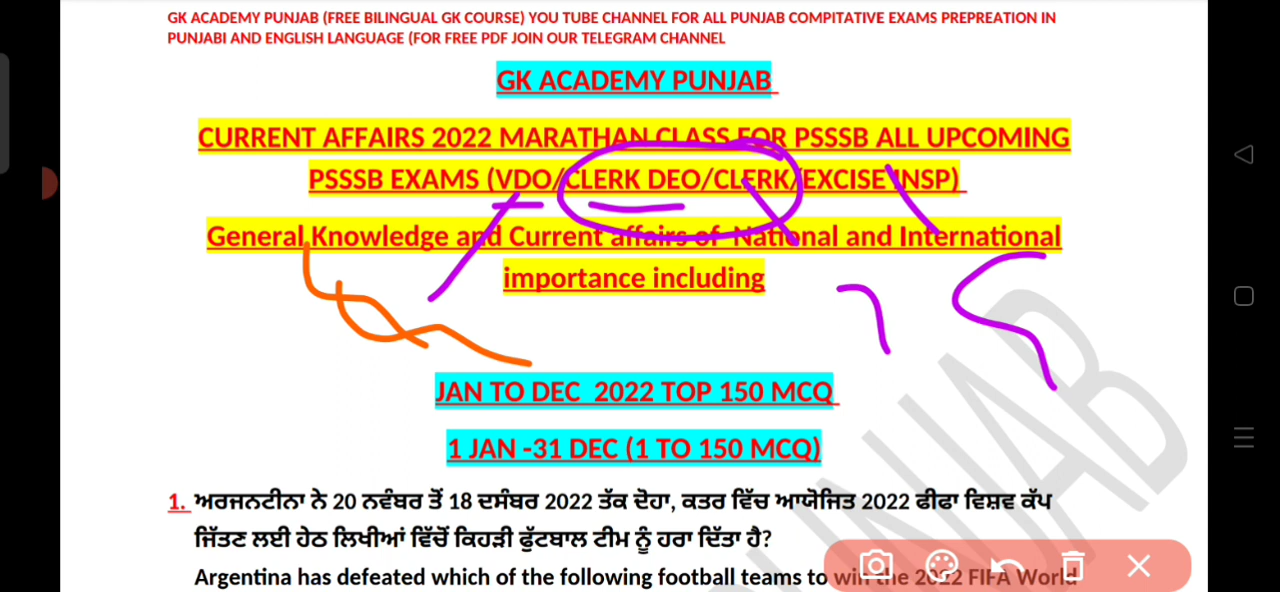 GK ACADEMY PUNJAB (FREE BILINGUAL GK COURSE) YOU TUBE CHANNEL FOR ALL PUNJAB COMPITATIVE EXAMS PREPREATION IN
PUNJABI AND ENGLISH LANGUAGE (FOR FREE PDF JOIN OUR TELEGRAM CHANNEL
GK ACADEMY PUNJAB
CURRENT AFFAIRS 2022 MARATHAN CLASS FOR PSSSB ALL UPCOMING
PSSSB EXAMS (VDO/CLERK DEO/CLERK/EXCISE INSP)
General Knowledge and Current affairs of National and International
importance including
JAN TO DEC 2022 TOP 150 MCQ
1 JAN -31 DEC (1 TO 150 MCQ)
1. ਅਰਜਨਟੀਨਾ ਨੇ 20 ਨਵੰਬਰ ਤੋਂ 18 ਦਸੰਬਰ 2022 ਤੱਕ ਦੋਹਾ, ਕਤਰ ਵਿੱਚ ਆਯੋਜਿਤ 2022 ਫੀਫਾ ਵਿਸ਼ਵ ਕੱਪ
ਜਿੱਤਣ ਲਈ ਹੇਠ ਲਿਖੀਆਂ ਵਿੱਚੋਂ ਕਿਹੜੀ ਫੁੱਟਬਾਲ ਟੀਮ ਨੂੰ ਹਰਾ ਦਿੱਤਾ ਹੈ?
Argentina has defeated which of the following football teams to win the 2022 FIFA World
PUNJAB